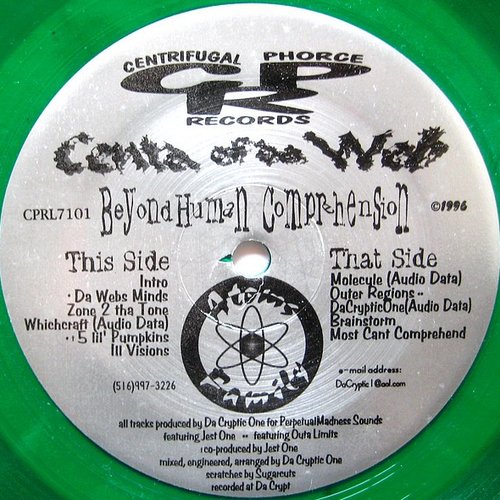 CENTRIFUGAL PHORCE
CPR
RECORDS
Centa of da Web
CPRL7101 Beyond Human Comprehension ©1996
This Side
Intro
· Da Webs Minds
Zone 2 tha Tone
Whichcraft (Audio Data)
·· 5 lil' Pumpkins
Ill Visions
(516)997-3226
Atoms
Family
That Side
Molecule (Audio Data)
Outer Regions ··
DaCrypticOne(Audio Data)
Brainstorm
Most Cant Comprehend
e-mail address:
DaCryptic1@aol.com
all tracks produced by Da Cryptic One for PerpetualMadness Sounds
· featuring Jest One ·· featuring Outa Limits
: co-produced by Jest One
mixed, engineered, arranged by Da Cryptic One
scratches by Sugarcuts
recorded at Da Crypt